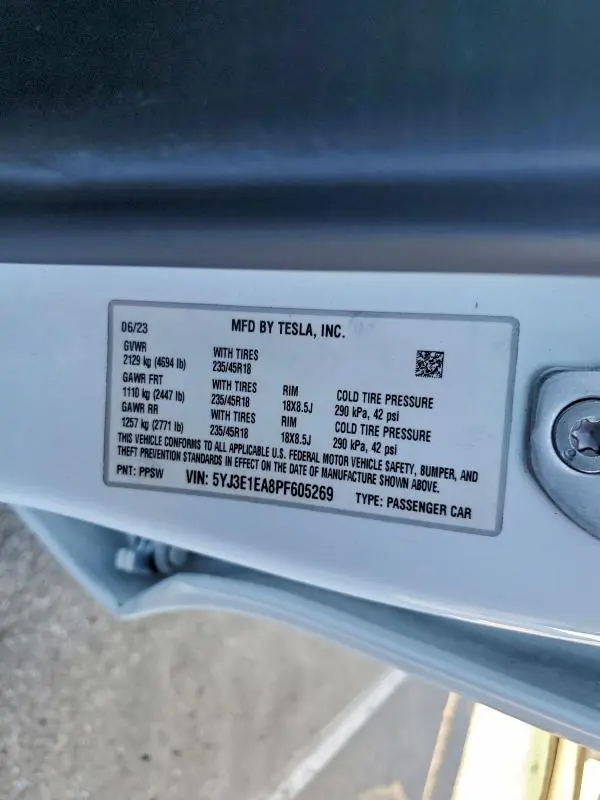 06/23 MFD BY TESLA, INC.
GVWR WITH TIRES
2129 kg (4694 lb) 235/45R18
GAWR FRT WITH TIRES RIM COLD TIRE PRESSURE
1110 kg (2447 lb) 235/45R18 18X8.5J 290 kPa, 42 psi
GAWR RR WITH TIRES RIM COLD TIRE PRESSURE
1257 kg (2771 lb) 235/45R18 18X8.5J 290 kPa, 42 psi
THIS VEHICLE CONFORMS TO ALL APPLICABLE U.S. FEDERAL MOTOR VEHICLE SAFETY, BUMPER, AND
THEFT PREVENTION STANDARDS IN EFFECT ON THE DATE OF MANUFACTURE SHOWN ABOVE.
PNT: PPSW VIN: 5YJ3E1EA8PF605269 TYPE: PASSENGER CAR